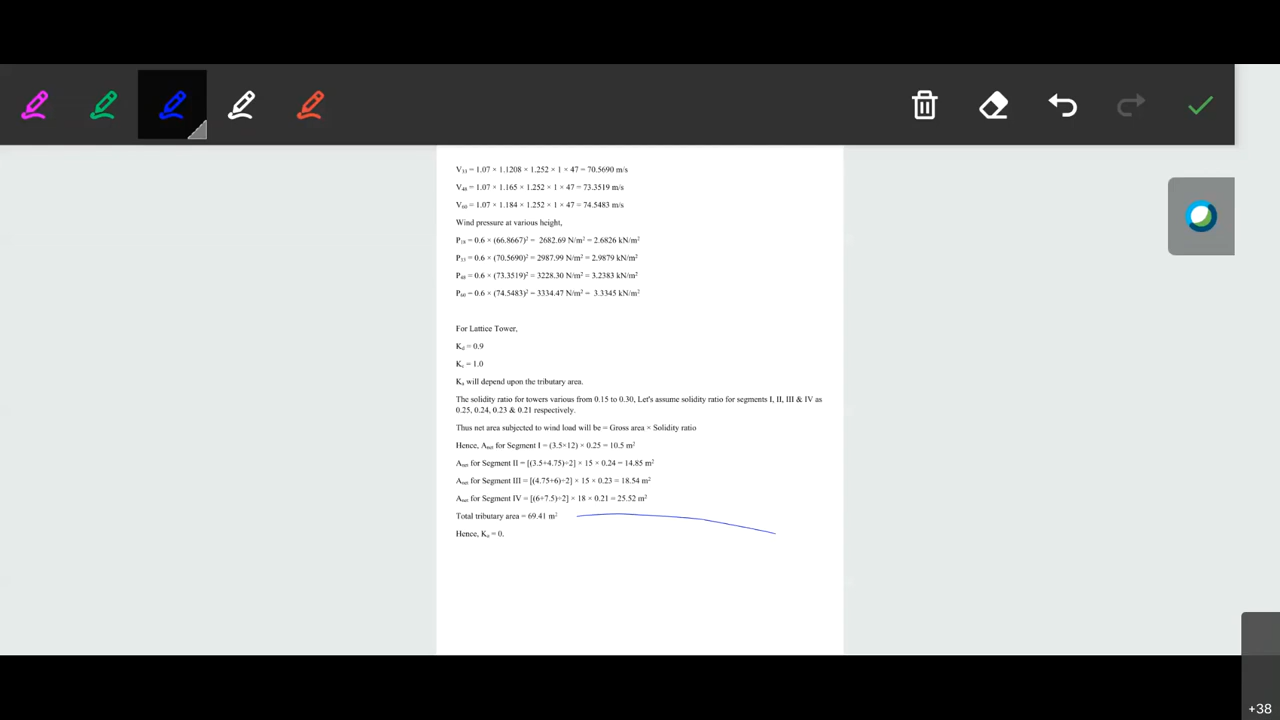 V₃₃ = 1.07 × 1.1208 × 1.252 × 1 × 47 = 70.5690 m/s
V₄₈ = 1.07 × 1.165 × 1.252 × 1 × 47 = 73.3519 m/s
V₆₀ = 1.07 × 1.184 × 1.252 × 1 × 47 = 74.5483 m/s
Wind pressure at various height,
P₁₈ = 0.6 × (66.8667)² = 2682.69 N/m² = 2.6826 kN/m²
P₃₃ = 0.6 × (70.5690)² = 2987.99 N/m² = 2.9879 kN/m²
P₄₈ = 0.6 × (73.3519)² = 3228.30 N/m² = 3.2383 kN/m²
P₆₀ = 0.6 × (74.5483)² = 3334.47 N/m² = 3.3345 kN/m²
For Lattice Tower,
K_d = 0.9
K_c = 1.0
Kₐ will depend upon the tributary area.
The solidity ratio for towers various from 0.15 to 0.30, Let's assume solidity ratio for segments I, II, III & IV as
0.25, 0.24, 0.23 & 0.21 respectively.
Thus net area subjected to wind load will be = Gross area × Solidity ratio
Hence, A_net for Segment I = (3.5×12) × 0.25 = 10.5 m²
A_net for Segment II = [(3.5+4.75)÷2] × 15 × 0.24 = 14.85 m²
A_net for Segment III = [(4.75+6)÷2] × 15 × 0.23 = 18.54 m²
A_net for Segment IV = [(6+7.5)÷2] × 18 × 0.21 = 25.52 m²
Total tributary area = 69.41 m²
Hence, Kₐ = 0.
+38